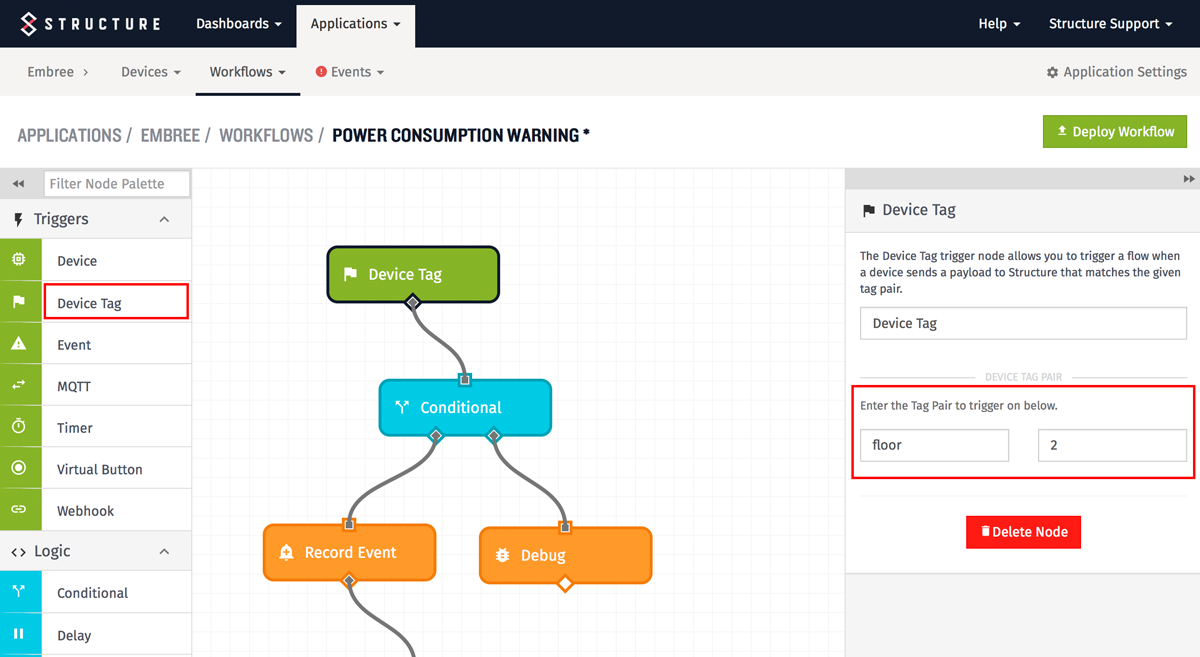 STRUCTURE
Dashboards
Applications
Help
Structure Support
Embree
Devices
Workflows
Events
Application Settings
APPLICATIONS / EMBREE / WORKFLOWS / POWER CONSUMPTION WARNING *
Deploy Workflow
Filter Node Palette
Triggers
Device
Device Tag
Event
MQTT
Timer
Virtual Button
Webhook
Logic
Conditional
Delay
Device Tag
Conditional
Record Event
Debug
Device Tag
The Device Tag trigger node allows you to trigger a flow when
a device sends a payload to Structure that matches the given
tag pair.
Device Tag
DEVICE TAG PAIR
Enter the Tag Pair to trigger on below.
floor
2
Delete Node